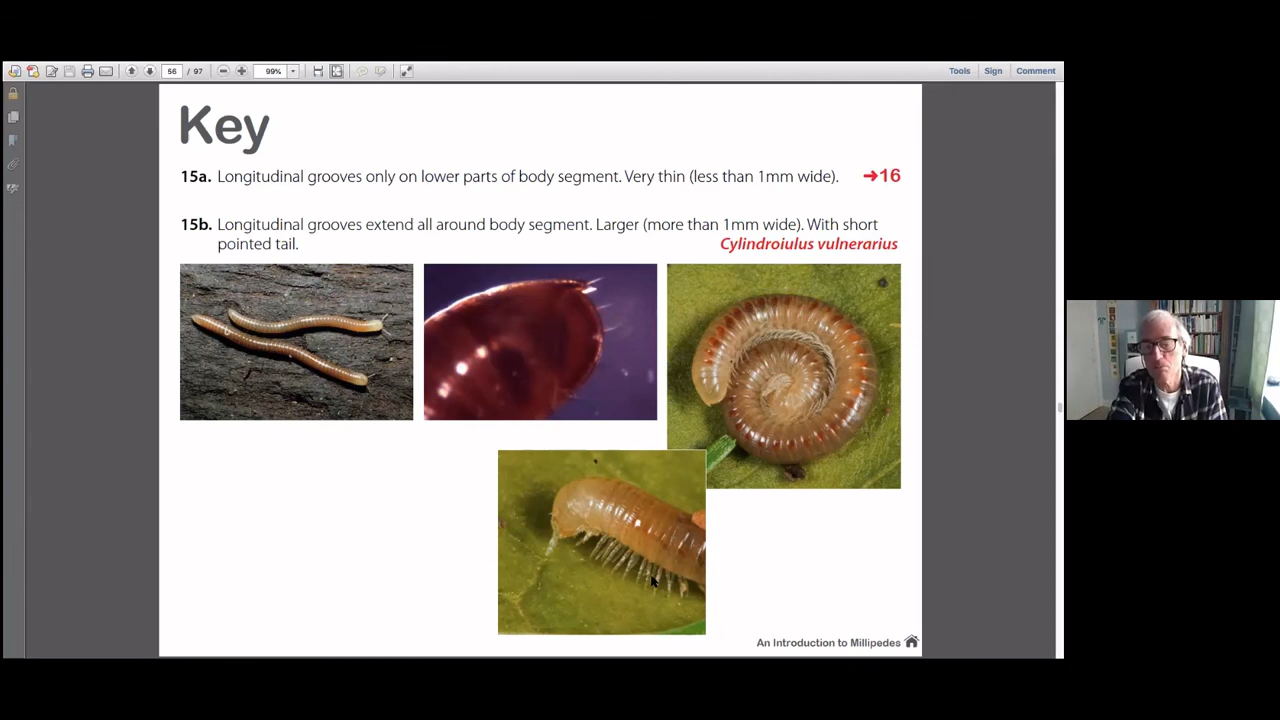 56 / 97
99%
Tools Sign Comment
Key
15a. Longitudinal grooves only on lower parts of body segment. Very thin (less than 1mm wide). ➔16
15b. Longitudinal grooves extend all around body segment. Larger (more than 1mm wide). With short
pointed tail. Cylindroiulus vulnerarius
An Introduction to Millipedes